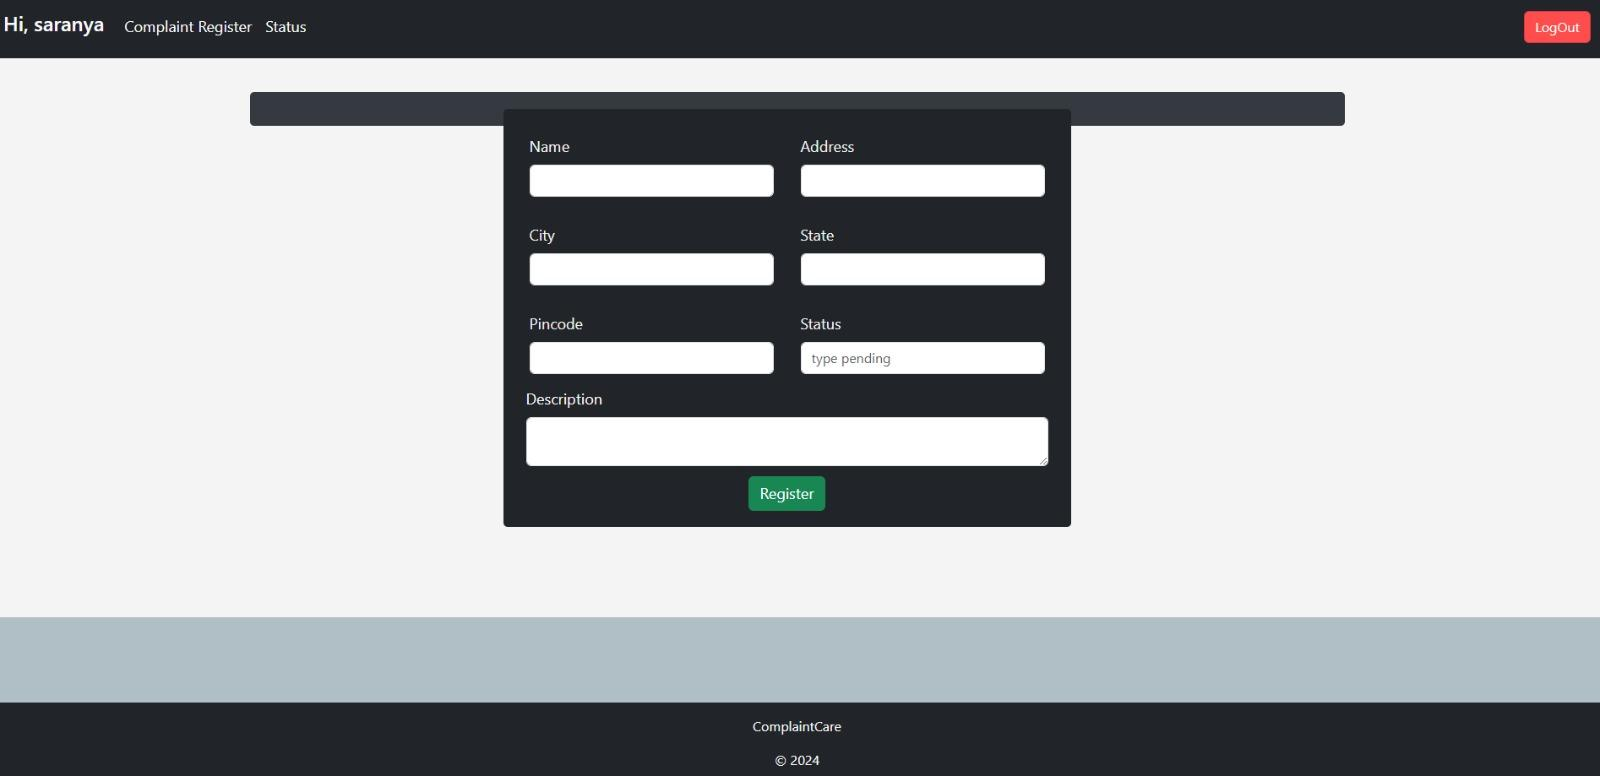 Hi, saranya Complaint Register Status LogOut
Name Address
City State
Pincode Status
type pending
Description
Register
ComplaintCare
© 2024